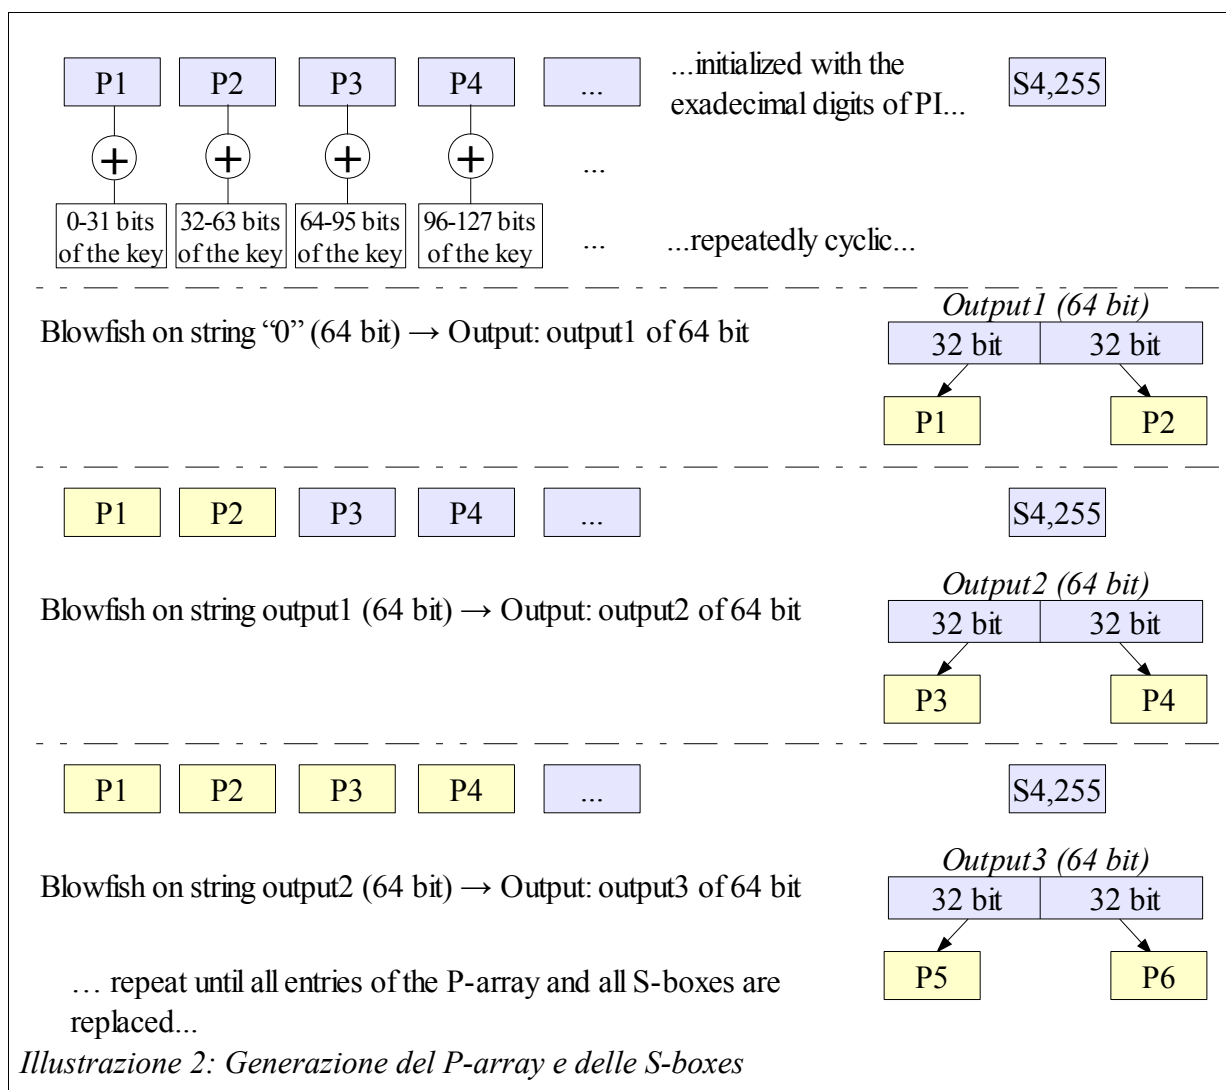 P1 P2 P3 P4 ... ...initialized with the
exadecimal digits of PI... S4,255
+ + + + ...
0-31 bits
of the key
32-63 bits
of the key
64-95 bits
of the key
96-127 bits
of the key
... ...repeatedly cyclic...
Blowfish on string “0” (64 bit) → Output: output1 of 64 bit
Output1 (64 bit)
32 bit 32 bit
P1 P2
P1 P2 P3 P4 ... S4,255
Blowfish on string output1 (64 bit) → Output: output2 of 64 bit
Output2 (64 bit)
32 bit 32 bit
P3 P4
P1 P2 P3 P4 ... S4,255
Blowfish on string output2 (64 bit) → Output: output3 of 64 bit
Output3 (64 bit)
32 bit 32 bit
P5 P6
… repeat until all entries of the P-array and all S-boxes are
replaced...
Illustrazione 2: Generazione del P-array e delle S-boxes